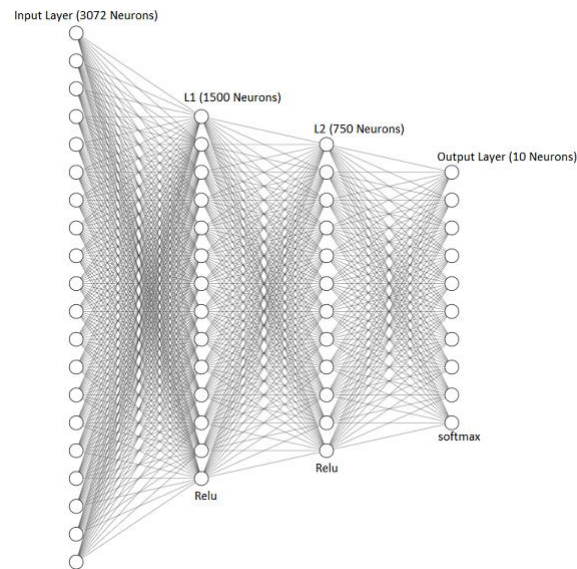 Input Layer (3072 Neurons)
L1 (1500 Neurons)
L2 (750 Neurons)
Output Layer (10 Neurons)
softmax
Relu
Relu